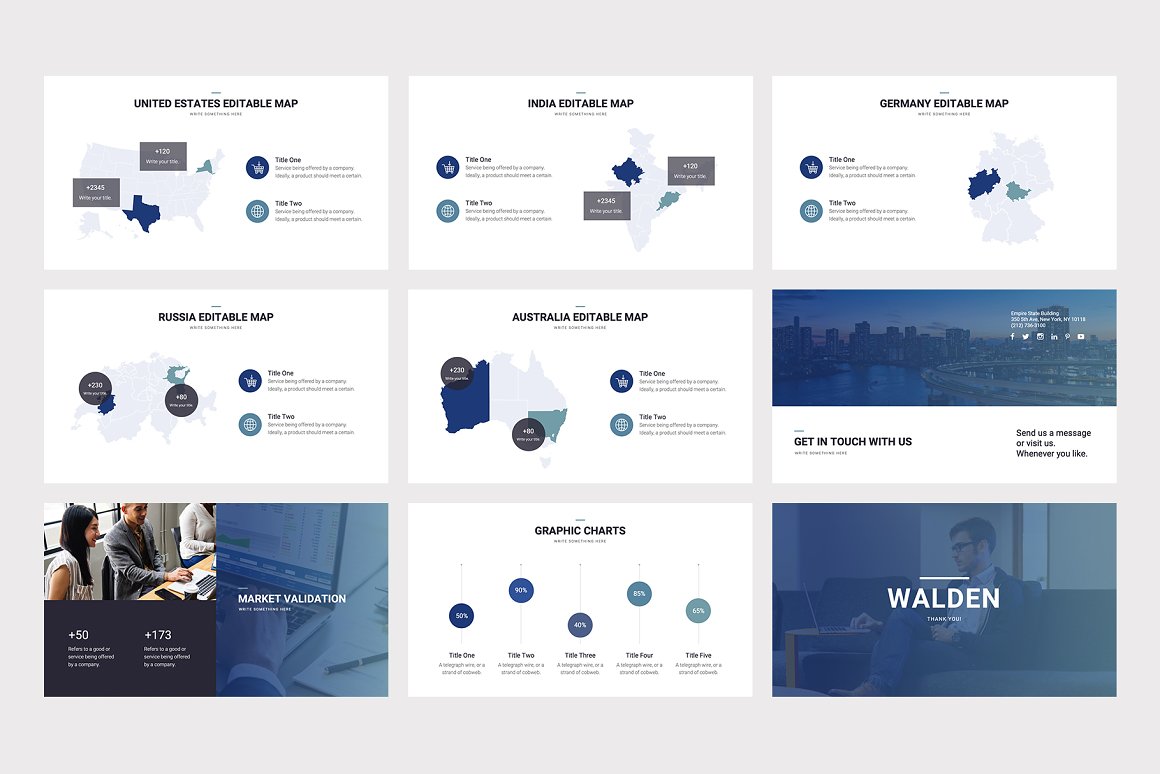 UNITED ESTATES EDITABLE MAP
WRITE SOMETHING HERE
+120
Write your title.
+2345
Write your title.
Title One
Service being offered by a company.
Ideally, a product should meet a certain.
Title Two
Service being offered by a company.
Ideally, a product should meet a certain.
INDIA EDITABLE MAP
WRITE SOMETHING HERE
Title One
Service being offered by a company.
Ideally, a product should meet a certain.
Title Two
Service being offered by a company.
Ideally, a product should meet a certain.
+120
Write your title.
+2345
Write your title.
GERMANY EDITABLE MAP
WRITE SOMETHING HERE
Title One
Service being offered by a company.
Ideally, a product should meet a certain.
Title Two
Service being offered by a company.
Ideally, a product should meet a certain.
RUSSIA EDITABLE MAP
WRITE SOMETHING HERE
+230
Write your title.
+80
Write your title.
Title One
Service being offered by a company.
Ideally, a product should meet a certain.
Title Two
Service being offered by a company.
Ideally, a product should meet a certain.
AUSTRALIA EDITABLE MAP
WRITE SOMETHING HERE
+230
Write your title.
+80
Write your title.
Title One
Service being offered by a company.
Ideally, a product should meet a certain.
Title Two
Service being offered by a company.
Ideally, a product should meet a certain.
Empire State Building
350 5th Ave, New York, NY 10118
(212) 736-3100
GET IN TOUCH WITH US
WRITE SOMETHING HERE
Send us a message
or visit us.
Whenever you like.
+50
Refers to a good or
service being offered
by a company.
+173
Refers to a good or
service being offered
by a company.
MARKET VALIDATION
WRITE SOMETHING HERE
GRAPHIC CHARTS
WRITE SOMETHING HERE
50%
90%
40%
85%
65%
Title One
A telegraph wire, or a
strand of cobweb.
Title Two
A telegraph wire, or a
strand of cobweb.
Title Three
A telegraph wire, or a
strand of cobweb.
Title Four
A telegraph wire, or a
strand of cobweb.
Title Five
A telegraph wire, or a
strand of cobweb.
WALDEN
THANK YOU!